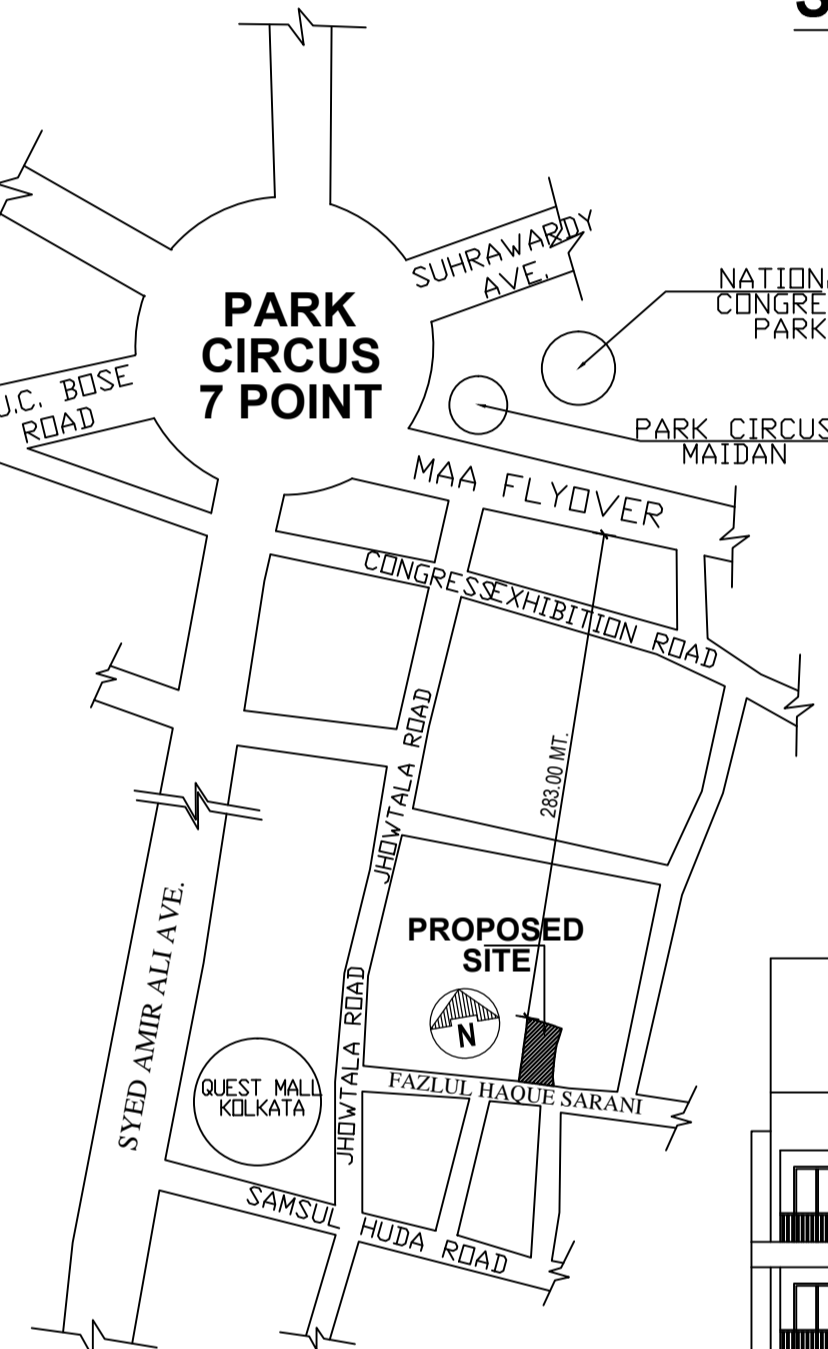 SUHRAWARDY
AVE.
PARK
CIRCUS
7 POINT
CONGRE
PARK
BOSE
ROAD
PARK CIRCUS
MAIDAN
MAA FLYOVER
CONGRESS EXHIBITION ROAD
JHOWTALA ROAD
283.00 MT.
PROPOSED
SITE
N
SYED AMIR ALI AVE.
JHOWTALA ROAD
QUEST MALL
KOLKATA
FAZLUL HAQUE SARANI
SAMSUL HUDA ROAD